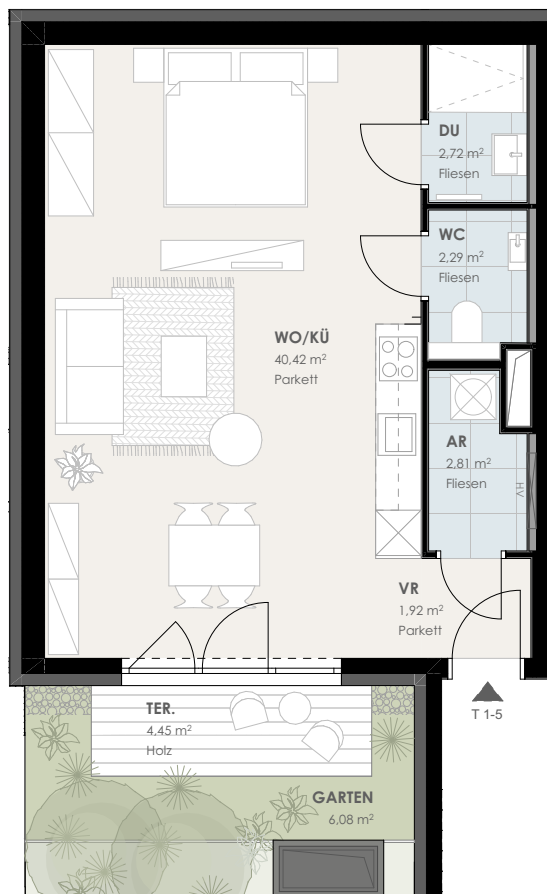 DU
2,72 m²
Fliesen
WC
2,29 m²
Fliesen
WO/KÜ
40,42 m²
Parkett
AR
2,81 m²
Fliesen
HV
VR
1,92 m²
Parkett
TER.
4,45 m²
Holz
T 1-5
GARTEN
6,08 m²